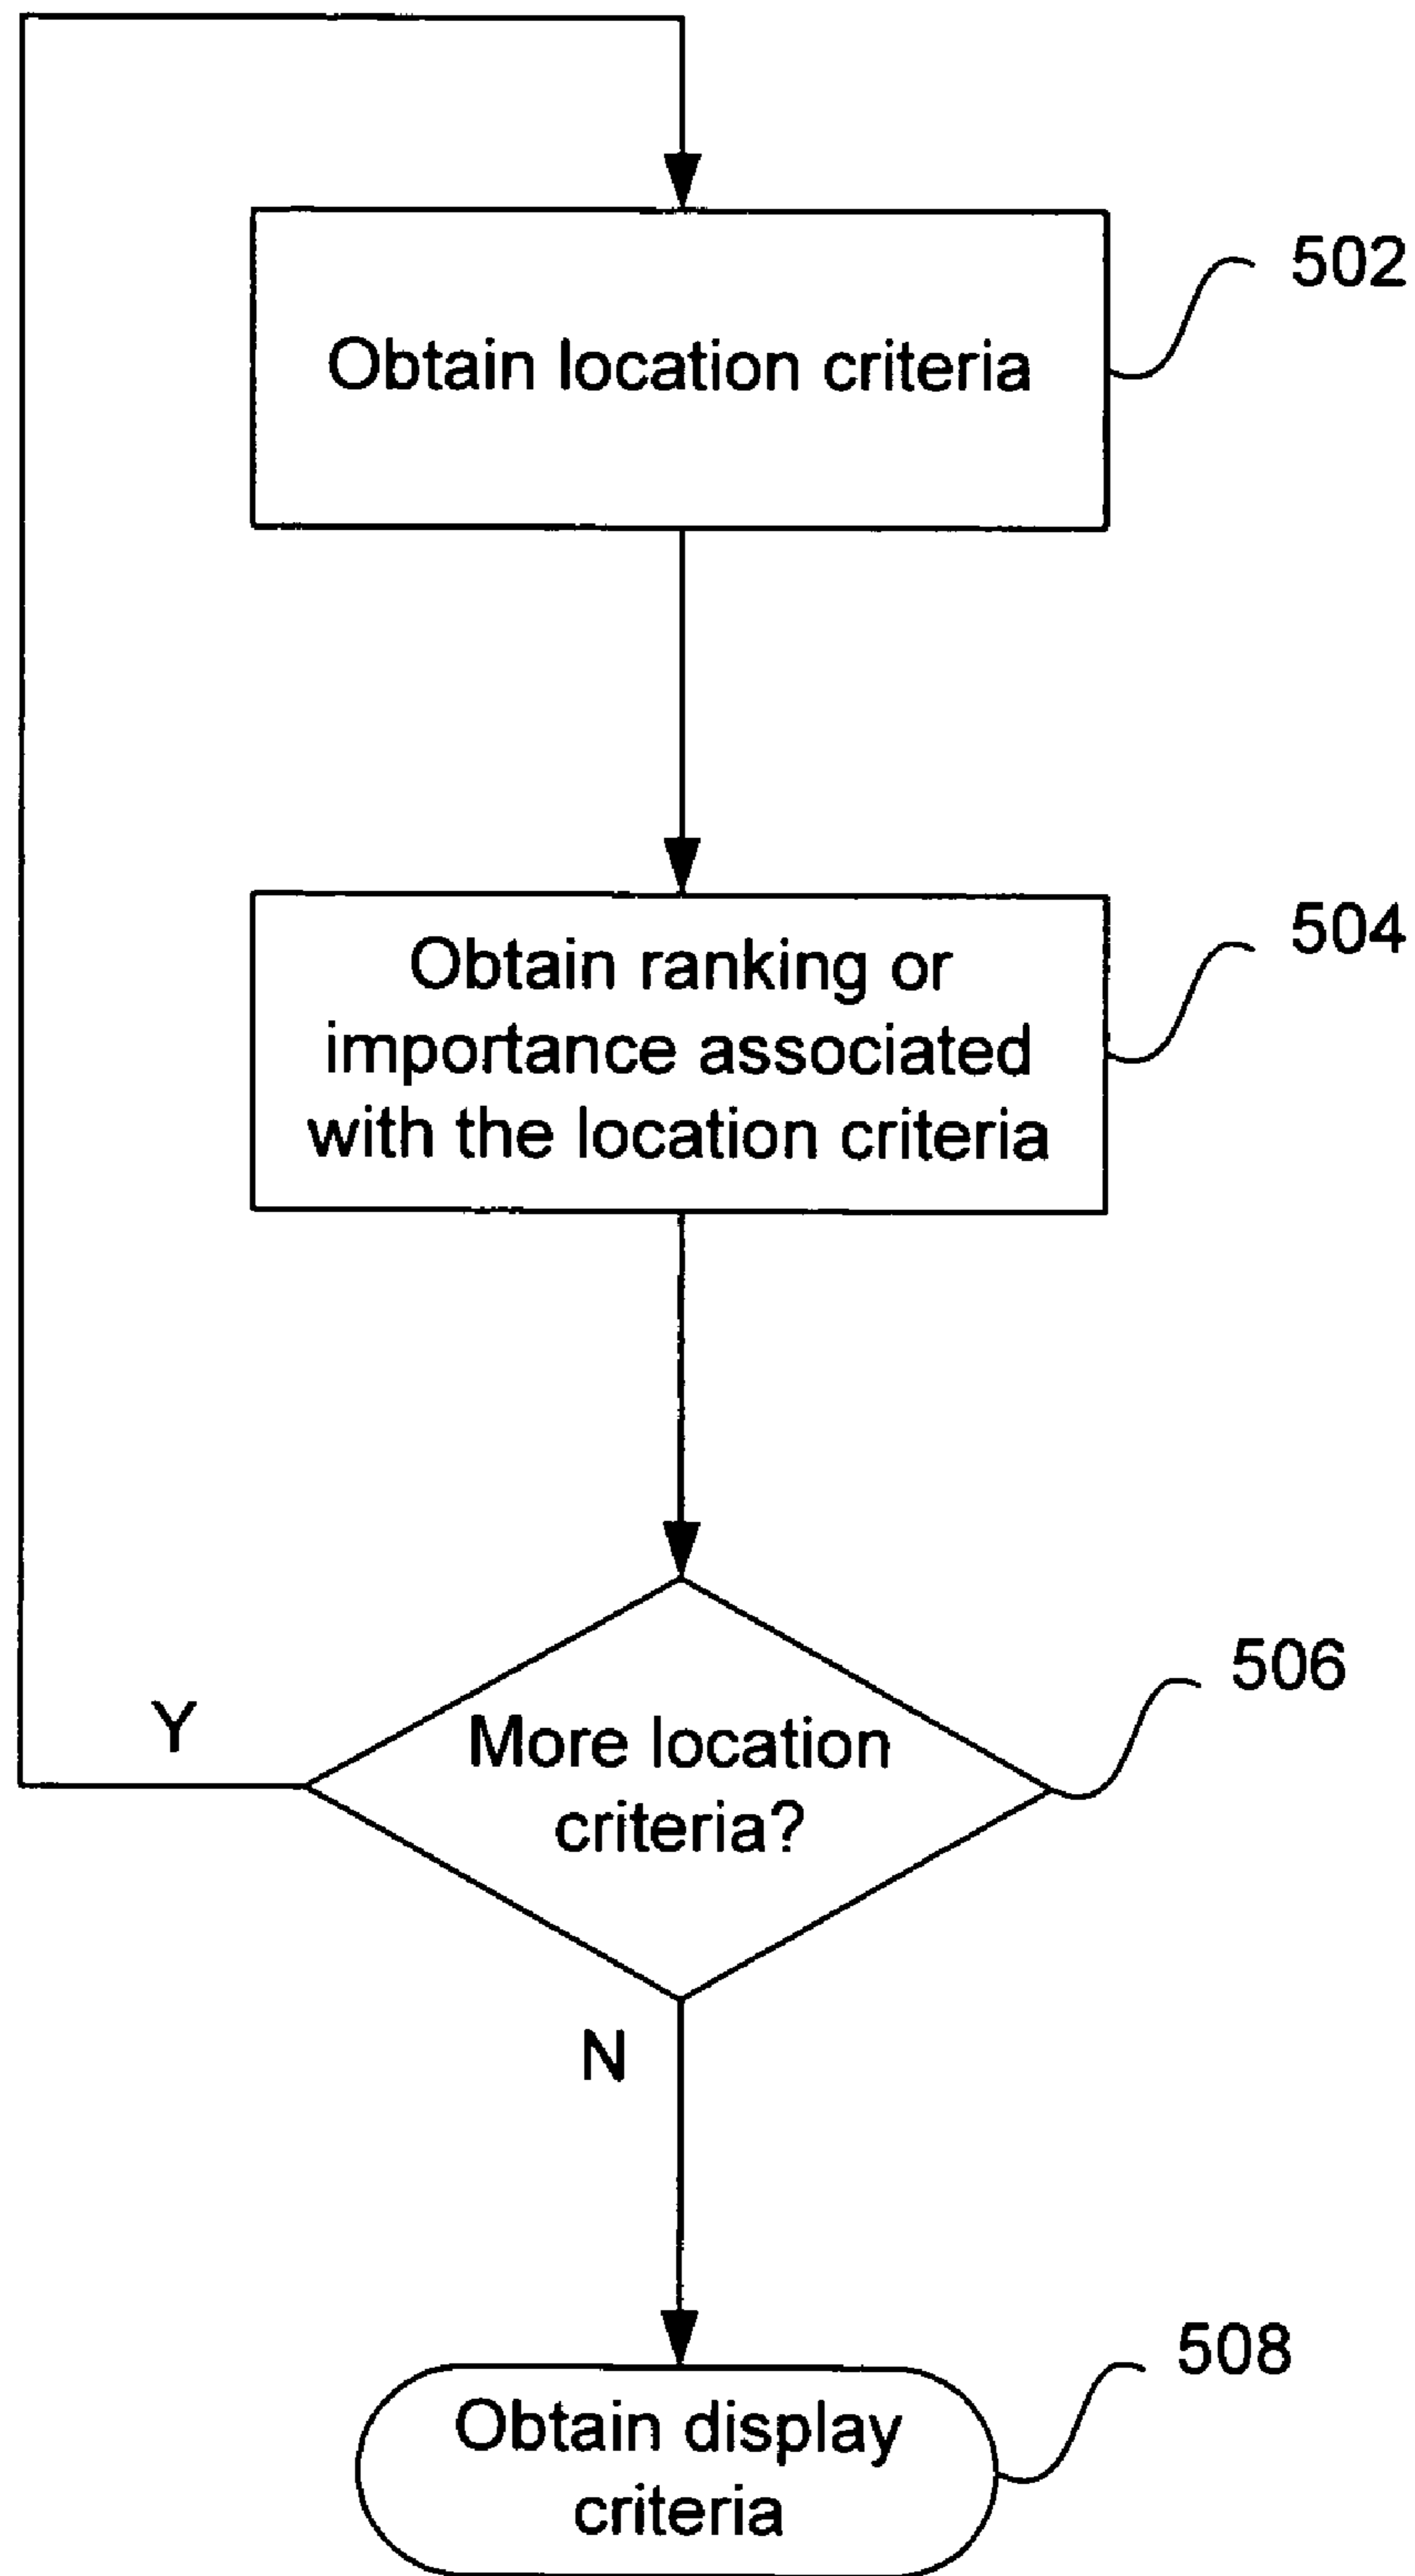 502
Obtain location criteria
504
Obtain ranking or
importance associated
with the location criteria
506
Y
More location
criteria?
N
508
Obtain display
criteria